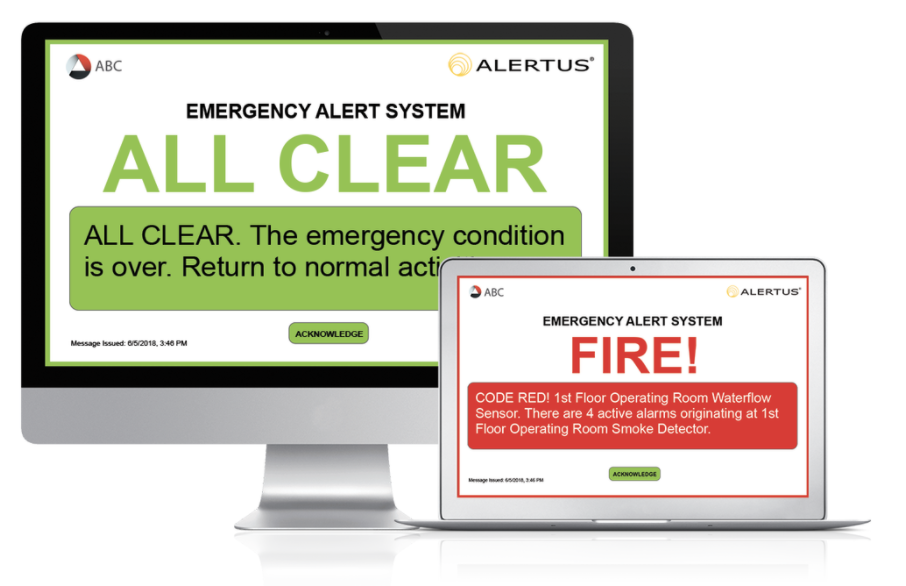 ABC
ALERTUS®
EMERGENCY ALERT SYSTEM
ALL CLEAR
ALL CLEAR. The emergency condition
is over. Return to normal
ACKNOWLEDGE
Message Issued: 6/5/2018, 3:46 PM
ABC
ALERTUS®
EMERGENCY ALERT SYSTEM
FIRE!
CODE RED! 1st Floor Operating Room Waterflow
Sensor. There are 4 active alarms originating at 1st
Floor Operating Room Smoke Detector.
ACKNOWLEDGE
Message Issued: 6/5/2018, 3:46 PM